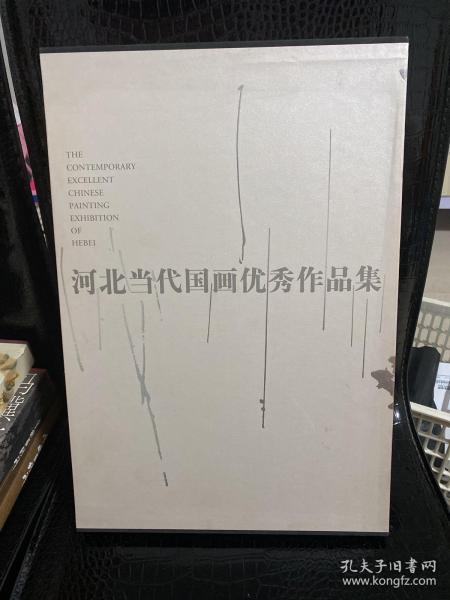 THE
CONTEMPORARY
EXCELLENT
CHINESE
PAINTING
EXHIBITION
OF
HEBEI
河北当代国画优秀作品集
孔夫子旧书网
www.kongfz.com